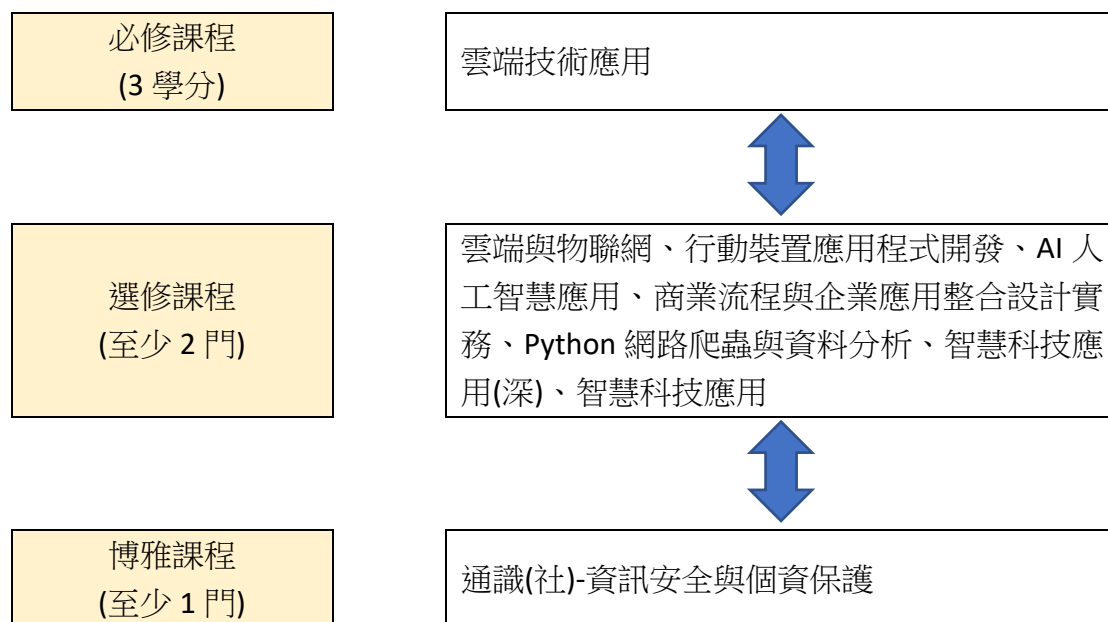 必修課程
(3 學分)
雲端技術應用
選修課程
(至少 2 門)
雲端與物聯網、行動裝置應用程式開發、AI 人
工智慧應用、商業流程與企業應用整合設計實
務、Python 網路爬蟲與資料分析、智慧科技應
用(深)、智慧科技應用
博雅課程
(至少 1 門)
通識(社)-資訊安全與個資保護